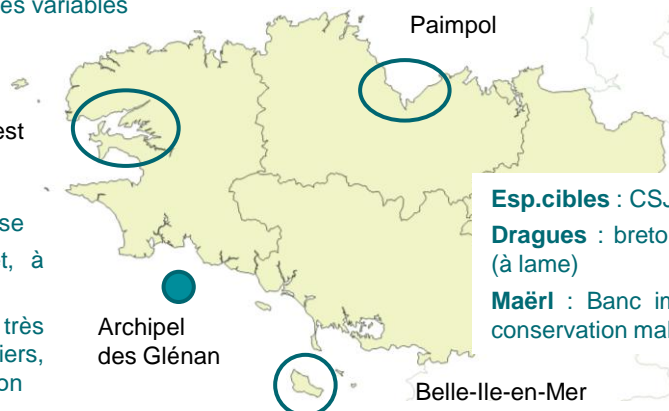 es variables
Paimpol
est
se
t, à
très
iers,
on
Archipel
des Glénan
Esp.cibles : CSJ
Dragues : breto
(à lame)
Maërl : Banc im
conservation mal
Belle-Ile-en-Mer